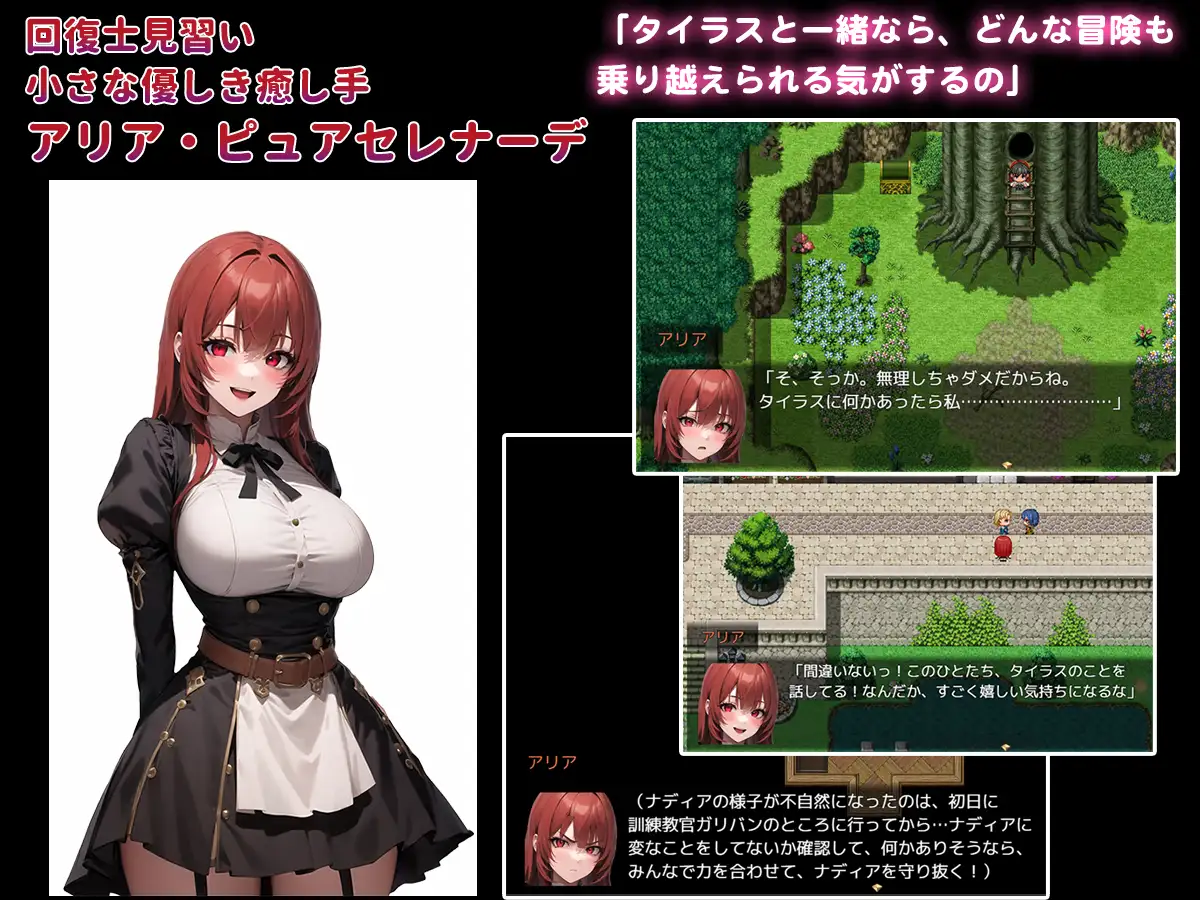 回復士見習い
小さな優しき癒し手
アリア・ピュアセレナーデ
「タイラスと一緒なら、どんな冒険も
乗り越えられる気がするの」
アリア
「そ、そっか。無理しちゃダメだからね。
タイラスに何かあったら私…………………………」
アリア
「間違いないっ！このひとたち、タイラスのことを
話してる！なんだか、すごく嬉しい気持ちになるな」
アリア
（ナディアの様子が不自然になったのは、初日に
訓練教官ガリバンのところに行ってから…ナディアに
変なことをしてないか確認して、何かありそうなら、
みんなで力を合わせて、ナディアを守り抜く！）